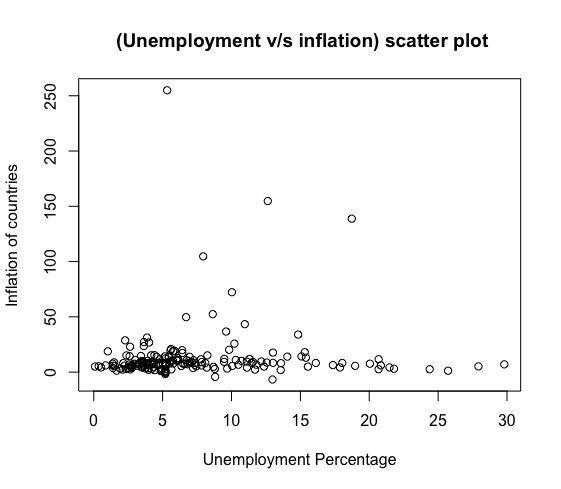 (Unemployment v/s inflation) scatter plot
Inflation of countries
250
200
150
100
50
0
0 5 10 15 20 25 30
Unemployment Percentage